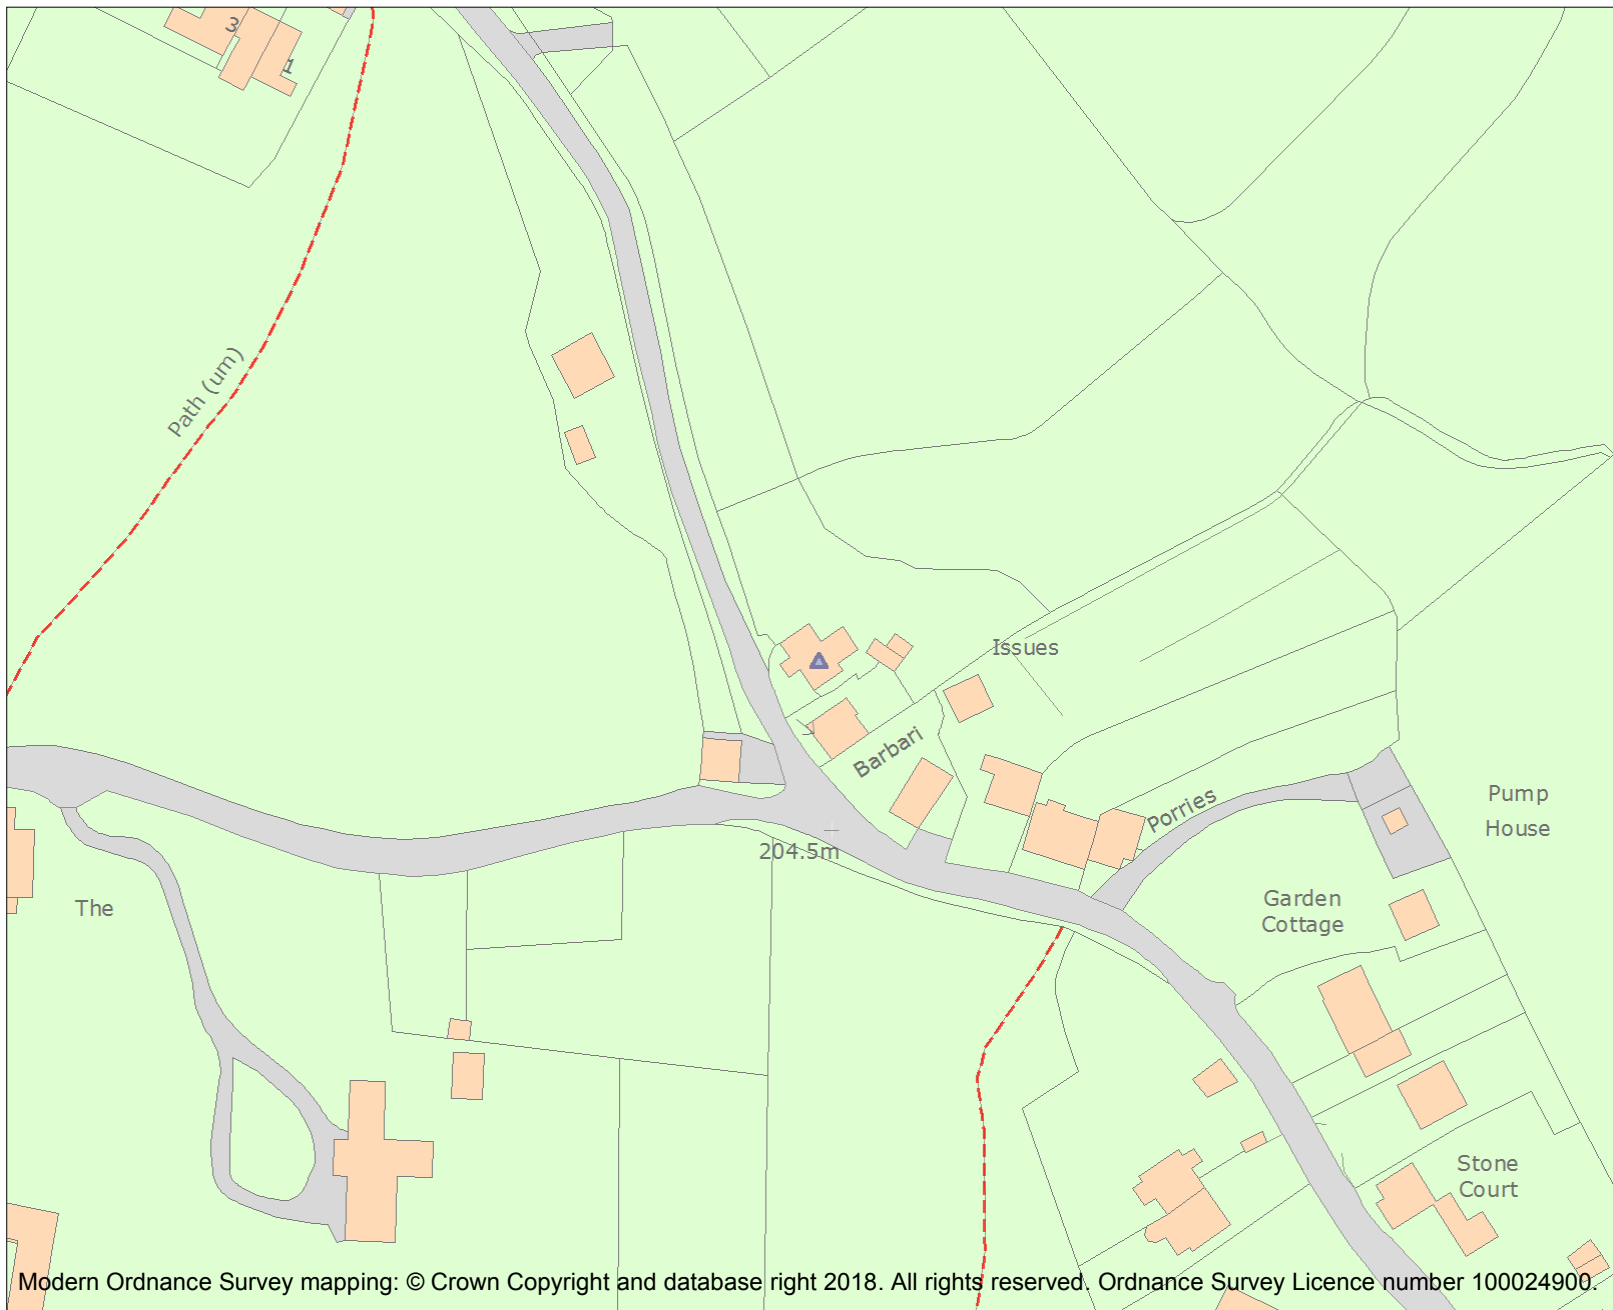 3
1
Path (um)
Issues
Barbari
Porries
Pump
House
204.5m
The
Garden
Cottage
Stone
Court
Modern Ordnance Survey mapping: © Crown Copyright and database right 2018. All rights reserved. Ordnance Survey Licence number 100024900.